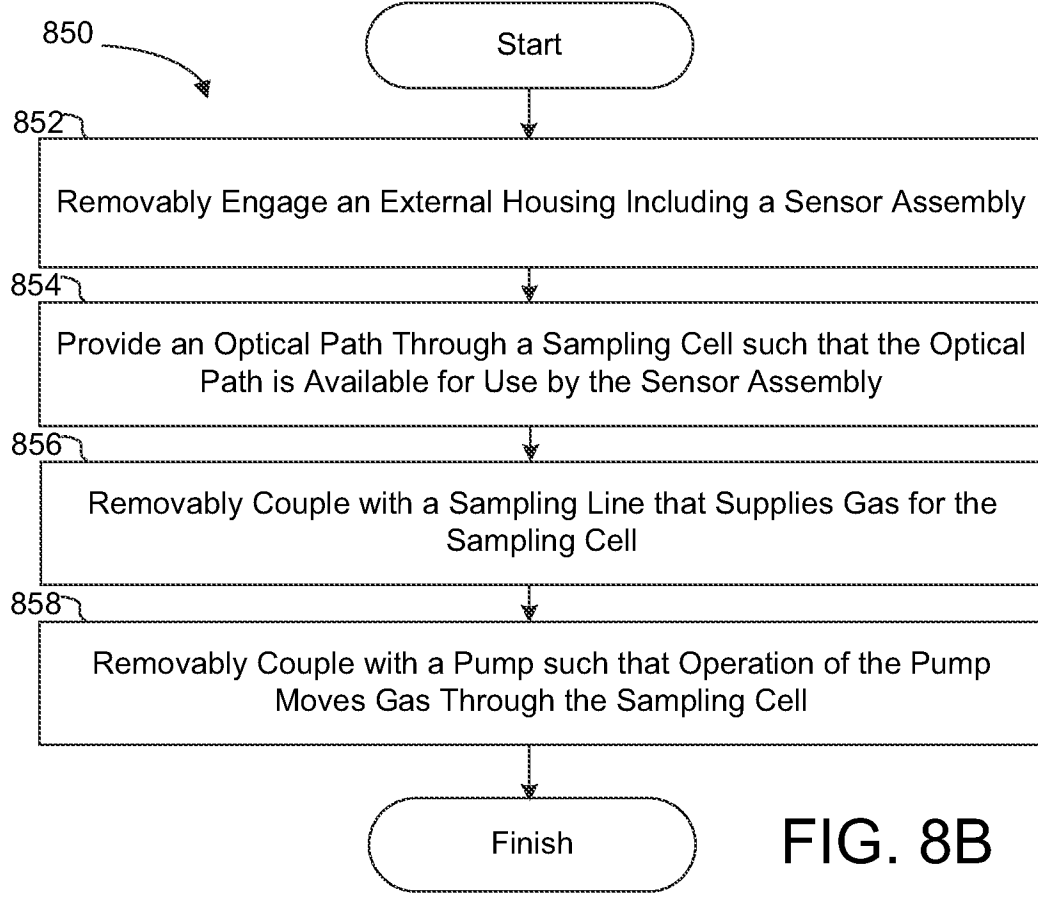 850
Start
852
Removably Engage an External Housing Including a Sensor Assembly
854
Provide an Optical Path Through a Sampling Cell such that the Optical
Path is Available for Use by the Sensor Assembly
856
Removably Couple with a Sampling Line that Supplies Gas for the
Sampling Cell
858
Removably Couple with a Pump such that Operation of the Pump
Moves Gas Through the Sampling Cell
Finish
FIG. 8B